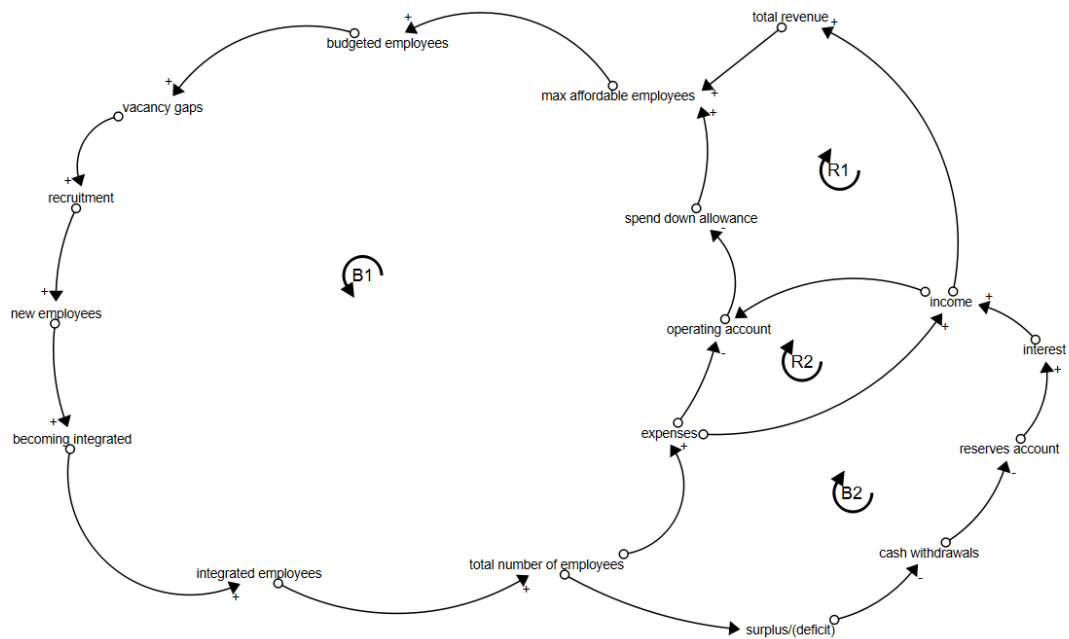 total revenue
+
+
budgeted employees
+
max affordable employees
+
+
vacancy gaps
+
R1
recruitment
spend down allowance
-
B1
+
new employees
income
+
operating account
+
-
R2
interest
+
+
becoming integrated
expenses
+
reserves account
-
B2
cash withdrawals
-
integrated employees
+
total number of employees
+
surplus/(deficit)